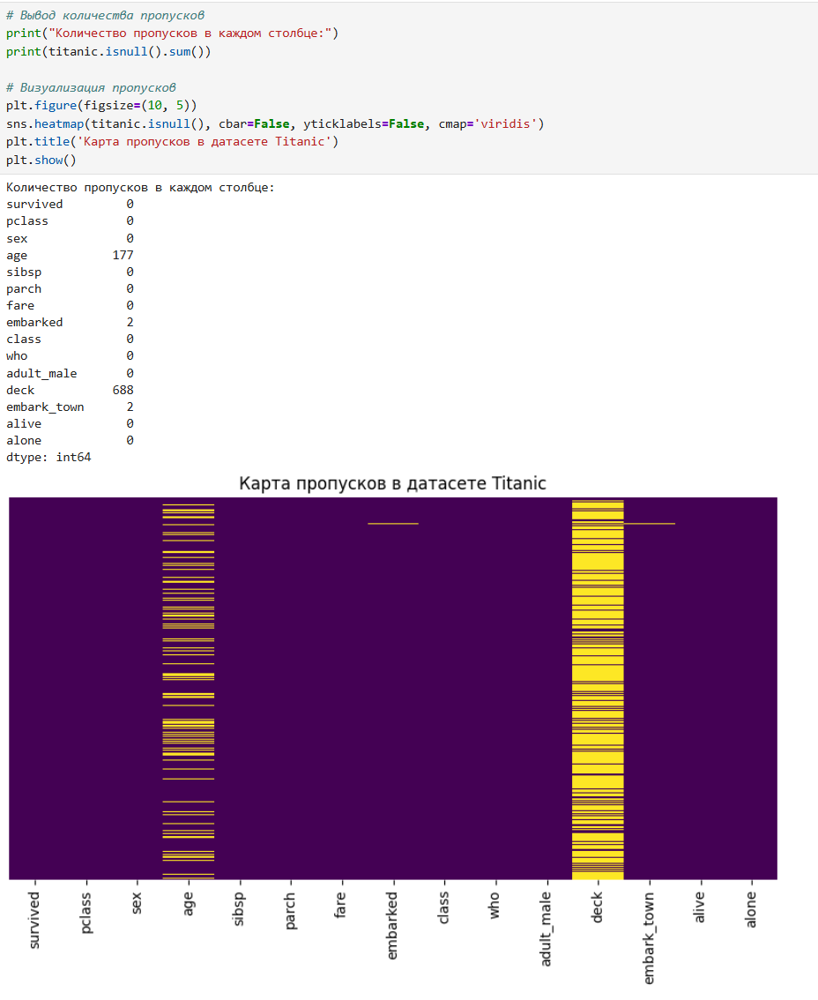 # Вывод количества пропусков
print("Количество пропусков в каждом столбце:")
print(titanic.isnull().sum())
# Визуализация пропусков
plt.figure(figsize=(10, 5))
sns.heatmap(titanic.isnull(), cbar=False, yticklabels=False, cmap='viridis')
plt.title('Карта пропусков в датасете Titanic')
plt.show()
Количество пропусков в каждом столбце:
survived 0
pclass 0
sex 0
age 177
sibsp 0
parch 0
fare 0
embarked 2
class 0
who 0
adult_male 0
deck 688
embark_town 2
alive 0
alone 0
dtype: int64
Карта пропусков в датасете Titanic
survived
pclass
sex
age
sibsp
parch
fare
embarked
class
who
adult_male
deck
embark_town
alive
alone